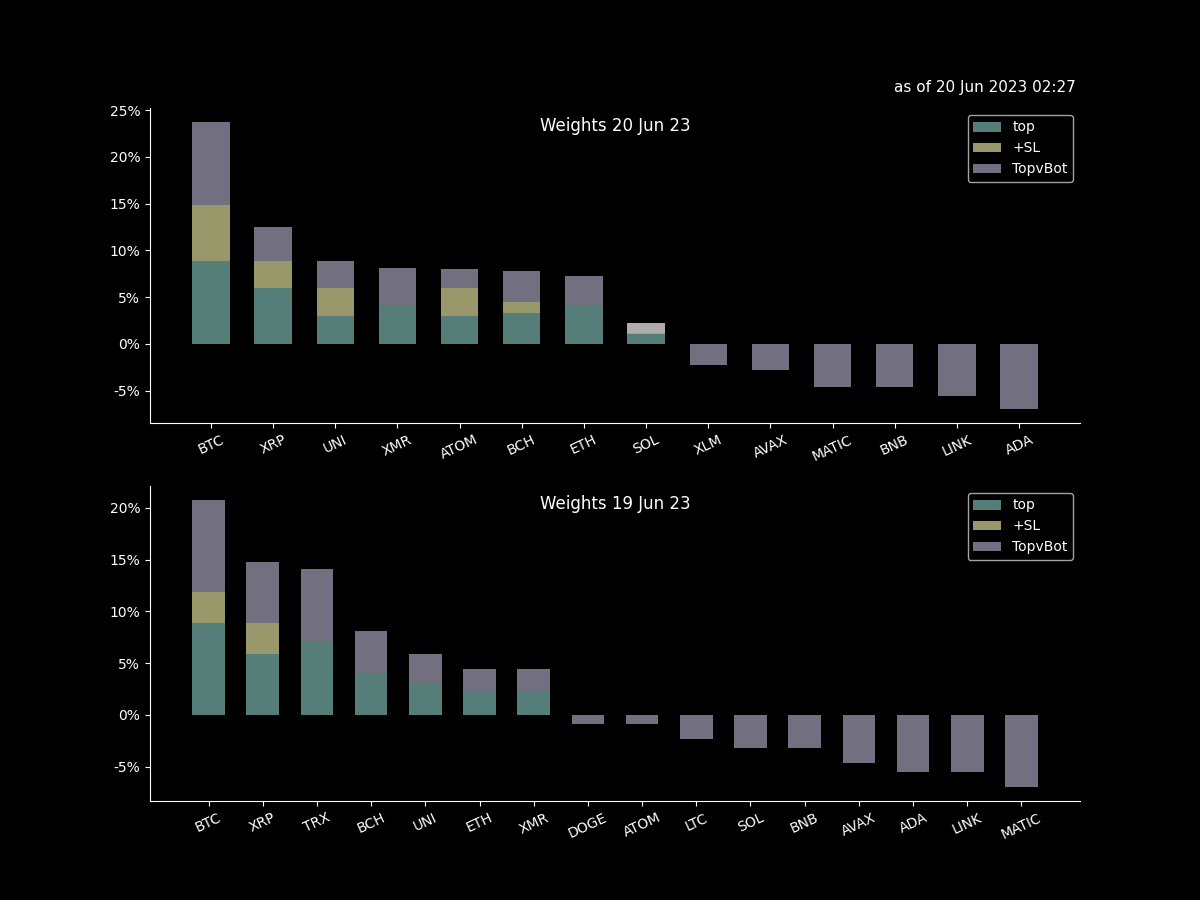 as of 20 Jun 2023 02:27
Weights 20 Jun 23
25%
20%
15%
10%
5%
0%
-5%
top
+SL
TopvBot
BTC XRP UNI XMR ATOM BCH ETH SOL XLM AVAX MATIC BNB LINK ADA
Weights 19 Jun 23
20%
15%
10%
5%
0%
-5%
top
+SL
TopvBot
BTC XRP TRX BCH UNI ETH XMR DOGE ATOM LTC SOL BNB AVAX ADA LINK MATIC